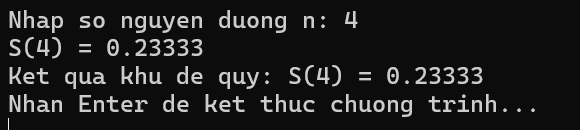 Nhap so nguyen duong n: 4
S(4) = 0.23333
Ket qua khu de quy: S(4) = 0.23333
Nhan Enter de ket thuc chuong trinh...